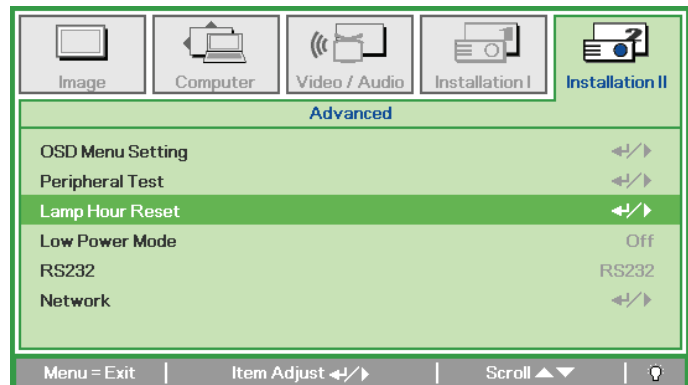 Image Computer Video / Audio Installation I Installation II
Advanced
OSD Menu Setting
Peripheral Test
Lamp Hour Reset
Low Power Mode Off
RS232 RS232
Network
Menu = Exit Item Adjust Scroll